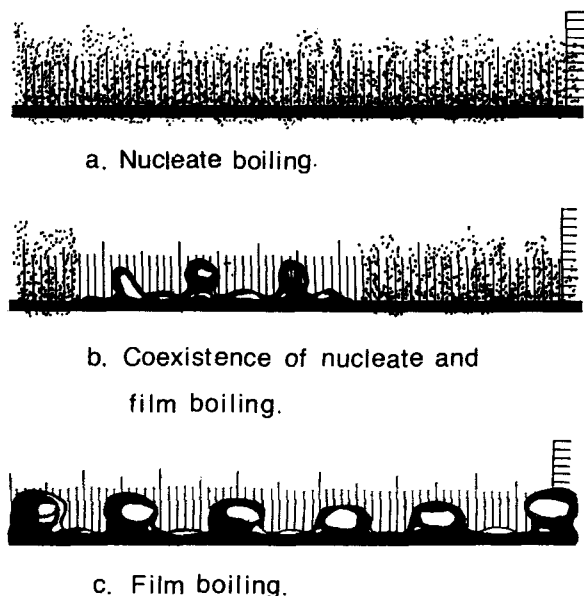 a. Nucleate boiling.
b. Coexistence of nucleate and
film boiling.
c. Film boiling.